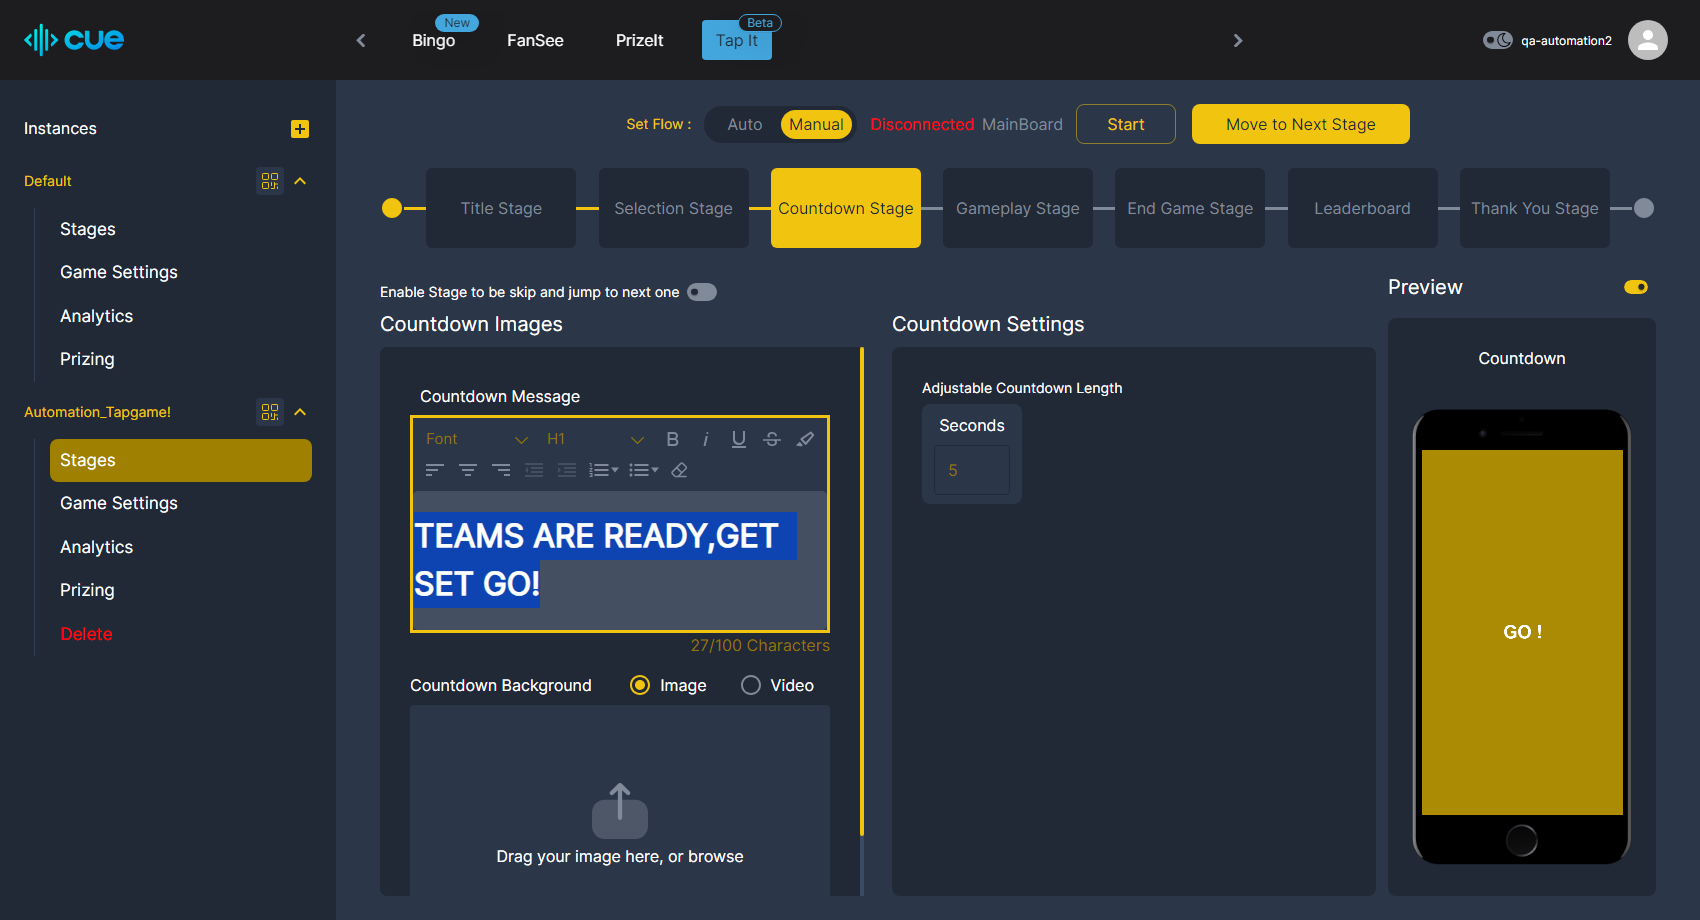 cue
Bingo
New
FanSee
PrizeIt
Tap It
Beta
qa-automation2
Instances
Default
Stages
Game Settings
Analytics
Prizing
Automation_Tapgame!
Stages
Game Settings
Analytics
Prizing
Delete
Set Flow :
Auto
Manual
Disconnected MainBoard
Start
Move to Next Stage
Title Stage
Selection Stage
Countdown Stage
Gameplay Stage
End Game Stage
Leaderboard
Thank You Stage
Enable Stage to be skip and jump to next one
Countdown Images
Countdown Message
Font
H1
B
i
U
S
TEAMS ARE READY,GET
SET GO!
27/100 Characters
Countdown Background
Image
Video
Drag your image here, or browse
Countdown Settings
Adjustable Countdown Length
Seconds
5
Preview
Countdown
GO !